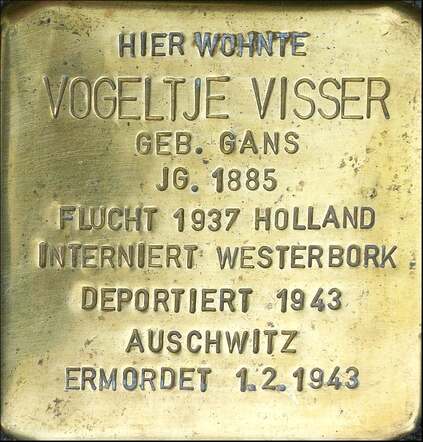 HIER WOHNTE
VOGELTJE VISSER
GEB. GANS
JG. 1885
FLUCHT 1937 HOLLAND
INTERNIERT WESTERBORK
DEPORTIERT 1943
AUSCHWITZ
ERMORDET 1.2.1943